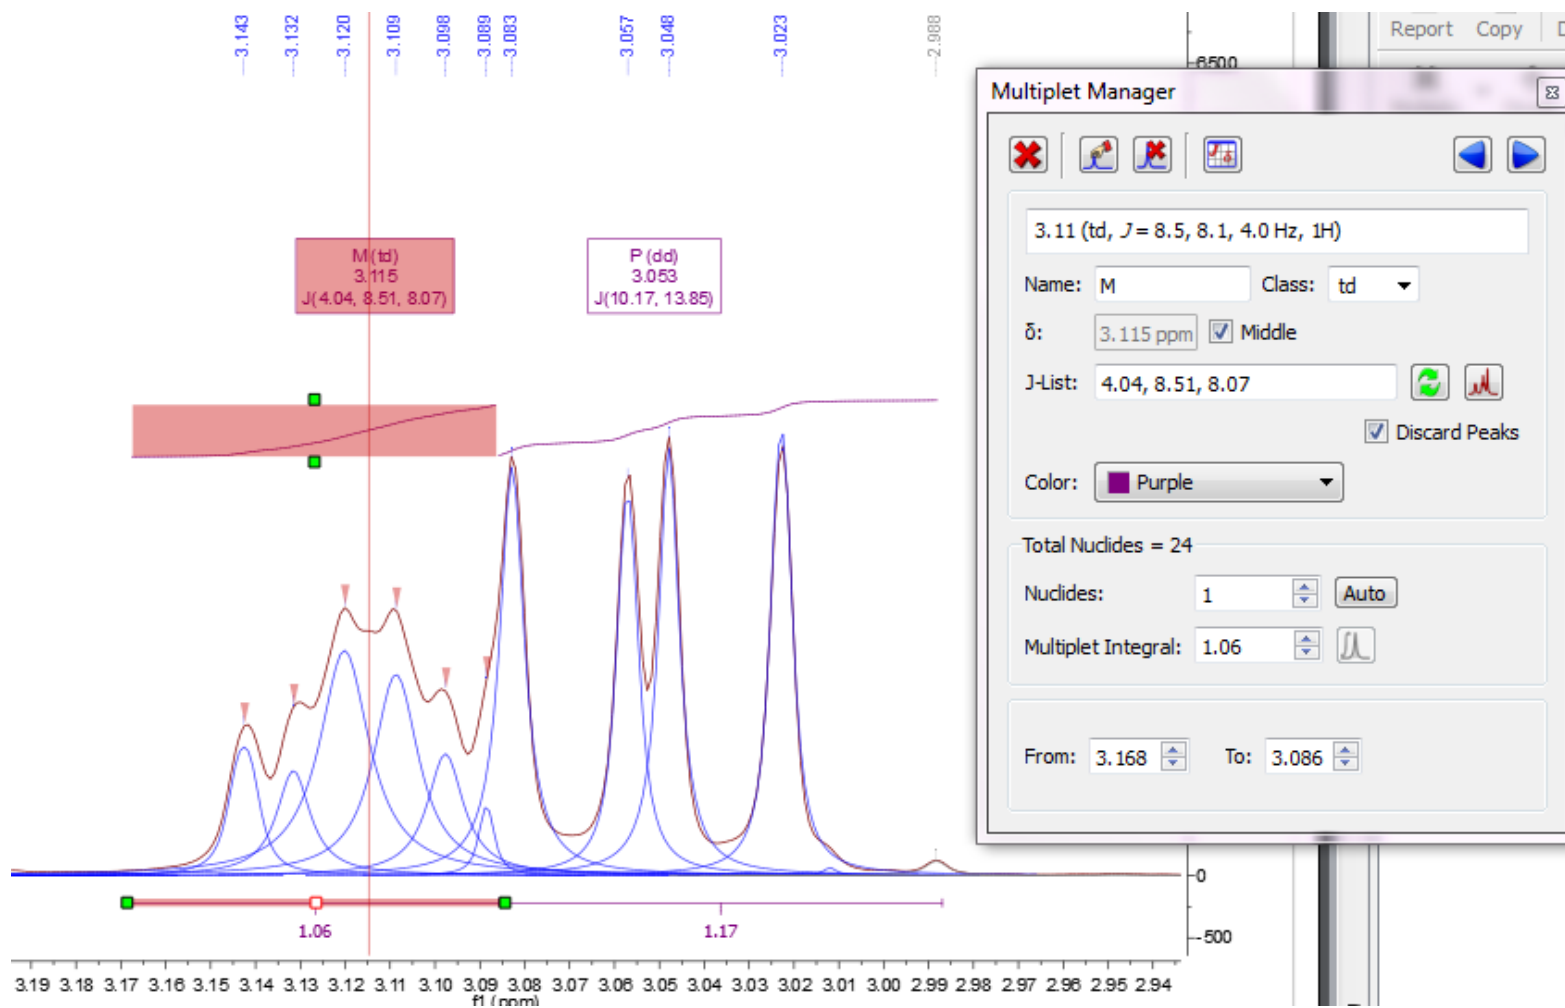 3.143
3.132
3.120
3.109
3.098
3.089
3.083
3.057
3.048
3.023
2.988
6500
Report Copy
Multiplet Manager
M (td)
3.115
J(4.04, 8.51, 8.07)
P (dd)
3.053
J(10.17, 13.85)
3.11 (td, J = 8.5, 8.1, 4.0 Hz, 1H)
Name: M Class: td
δ: 3.115 ppm Middle
J-List: 4.04, 8.51, 8.07
Discard Peaks
Color: Purple
Total Nuclides = 24
Nuclides: 1 Auto
Multiplet Integral: 1.06
From: 3.168 To: 3.086
0
1.06
1.17
-500
3.19 3.18 3.17 3.16 3.15 3.14 3.13 3.12 3.11 3.10 3.09 3.08 3.07 3.06 3.05 3.04 3.03 3.02 3.01 3.00 2.99 2.98 2.97 2.96 2.95 2.94
f1 (ppm)